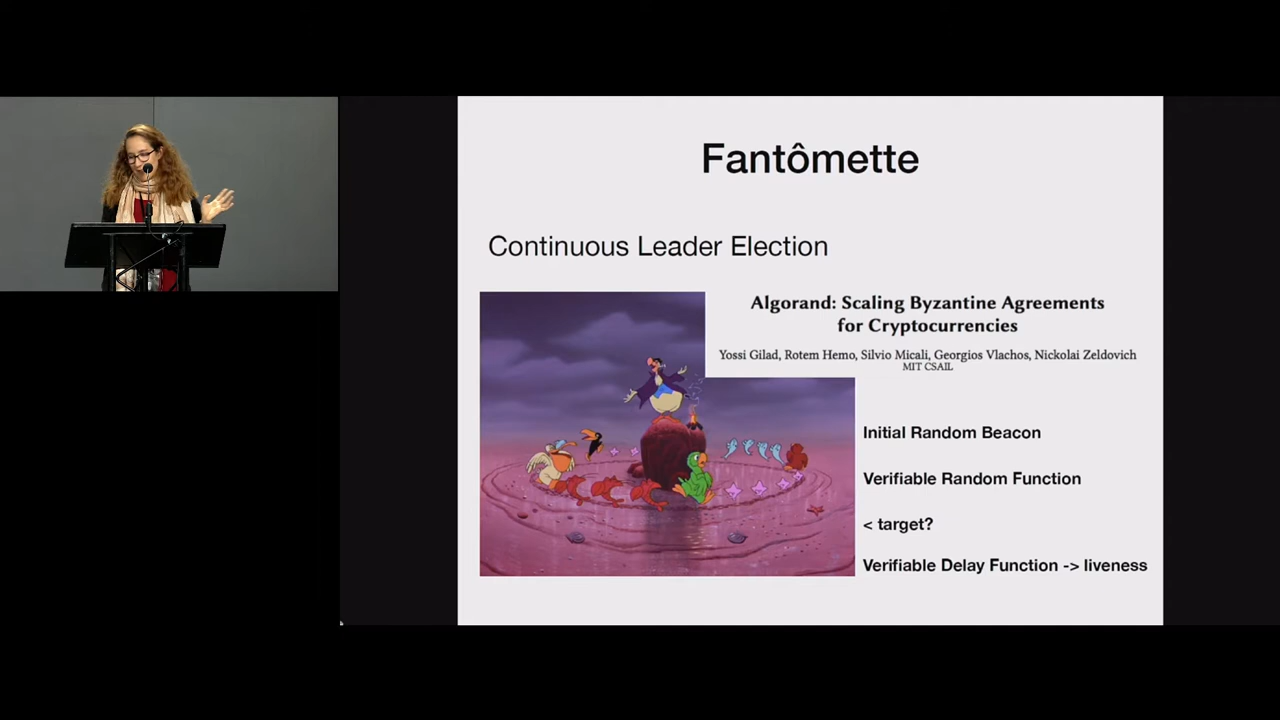 Fantômette
Continuous Leader Election
Algorand: Scaling Byzantine Agreements
for Cryptocurrencies
Yossi Gilad, Rotem Hemo, Silvio Micali, Georgios Vlachos, Nickolai Zeldovich
MIT CSAIL
Initial Random Beacon
Verifiable Random Function
< target?
Verifiable Delay Function -> liveness